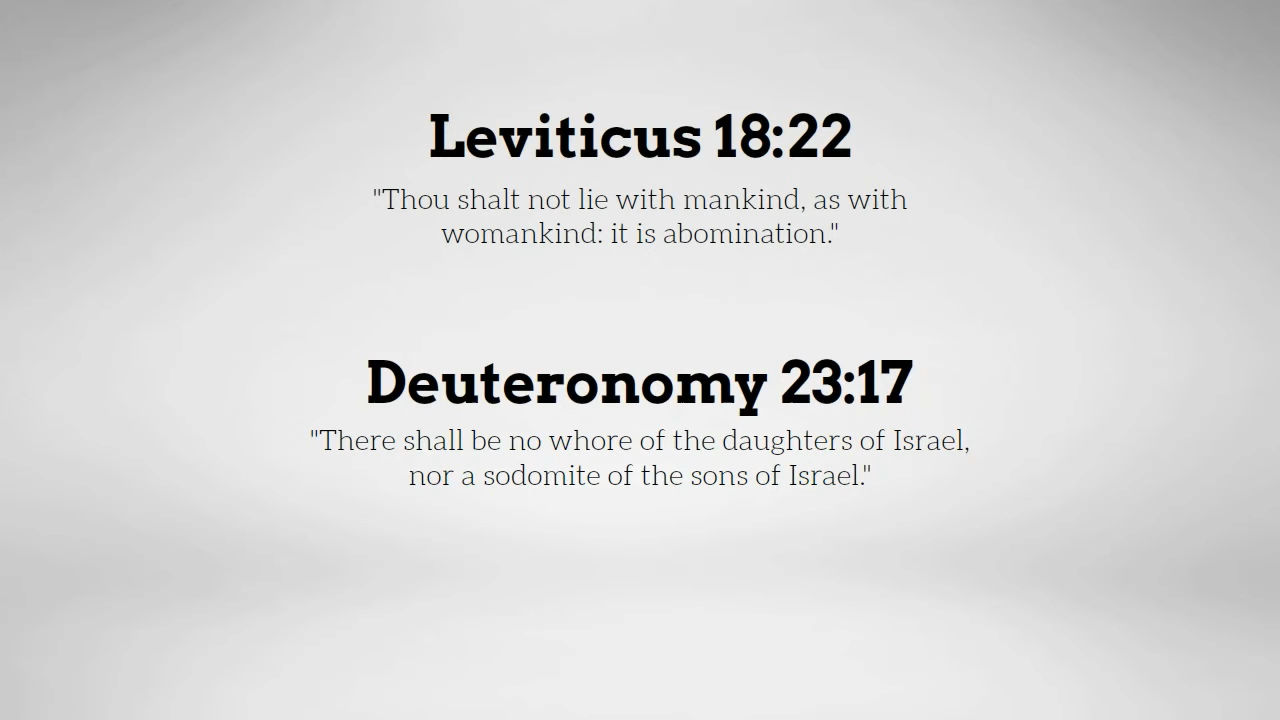 Leviticus 18:22
"Thou shalt not lie with mankind, as with
womankind: it is abomination."
Deuteronomy 23:17
"There shall be no whore of the daughters of Israel,
nor a sodomite of the sons of Israel."